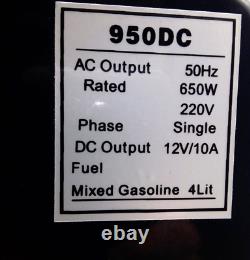 950DC
AC Output 50Hz
Rated 650W
220V
Phase Single
DC Output 12V/10A
Fuel
Mixed Gasoline 4Lit
ebay